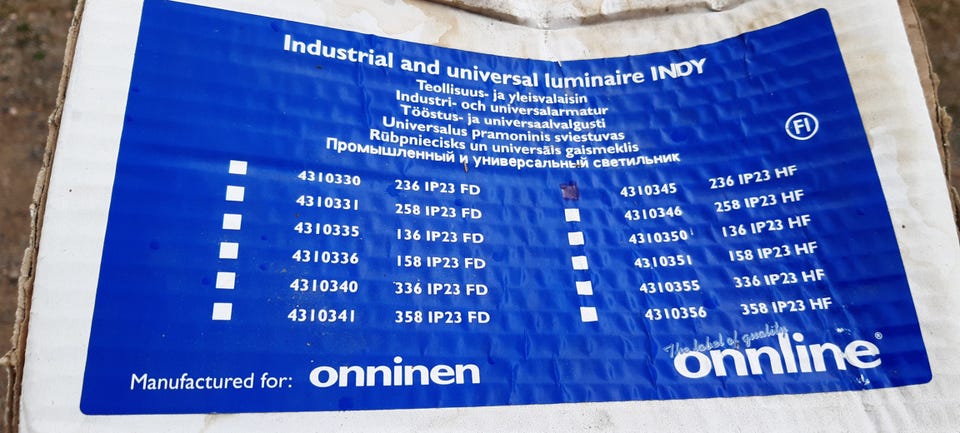 Industrial and universal luminaire INDY
Teollisuus- ja yleisvalaisin
Industri- och universalarmatur
Tööstus- ja universaalvalgusti
Universalus pramoninis sviestuvas
Rūbpniecisks un universāis gaismeklis
Промышленный и универсальный светильник
FI
4310330 236 IP23 FD
4310331 258 IP23 FD
4310335 136 IP23 FD
4310336 158 IP23 FD
4310340 336 IP23 FD
4310341 358 IP23 FD
4310345 236 IP23 HF
4310346 258 IP23 HF
4310350 136 IP23 HF
4310351 158 IP23 HF
4310355 336 IP23 HF
4310356 358 IP23 HF
Manufactured for: onninen
The label of quality
onnline®